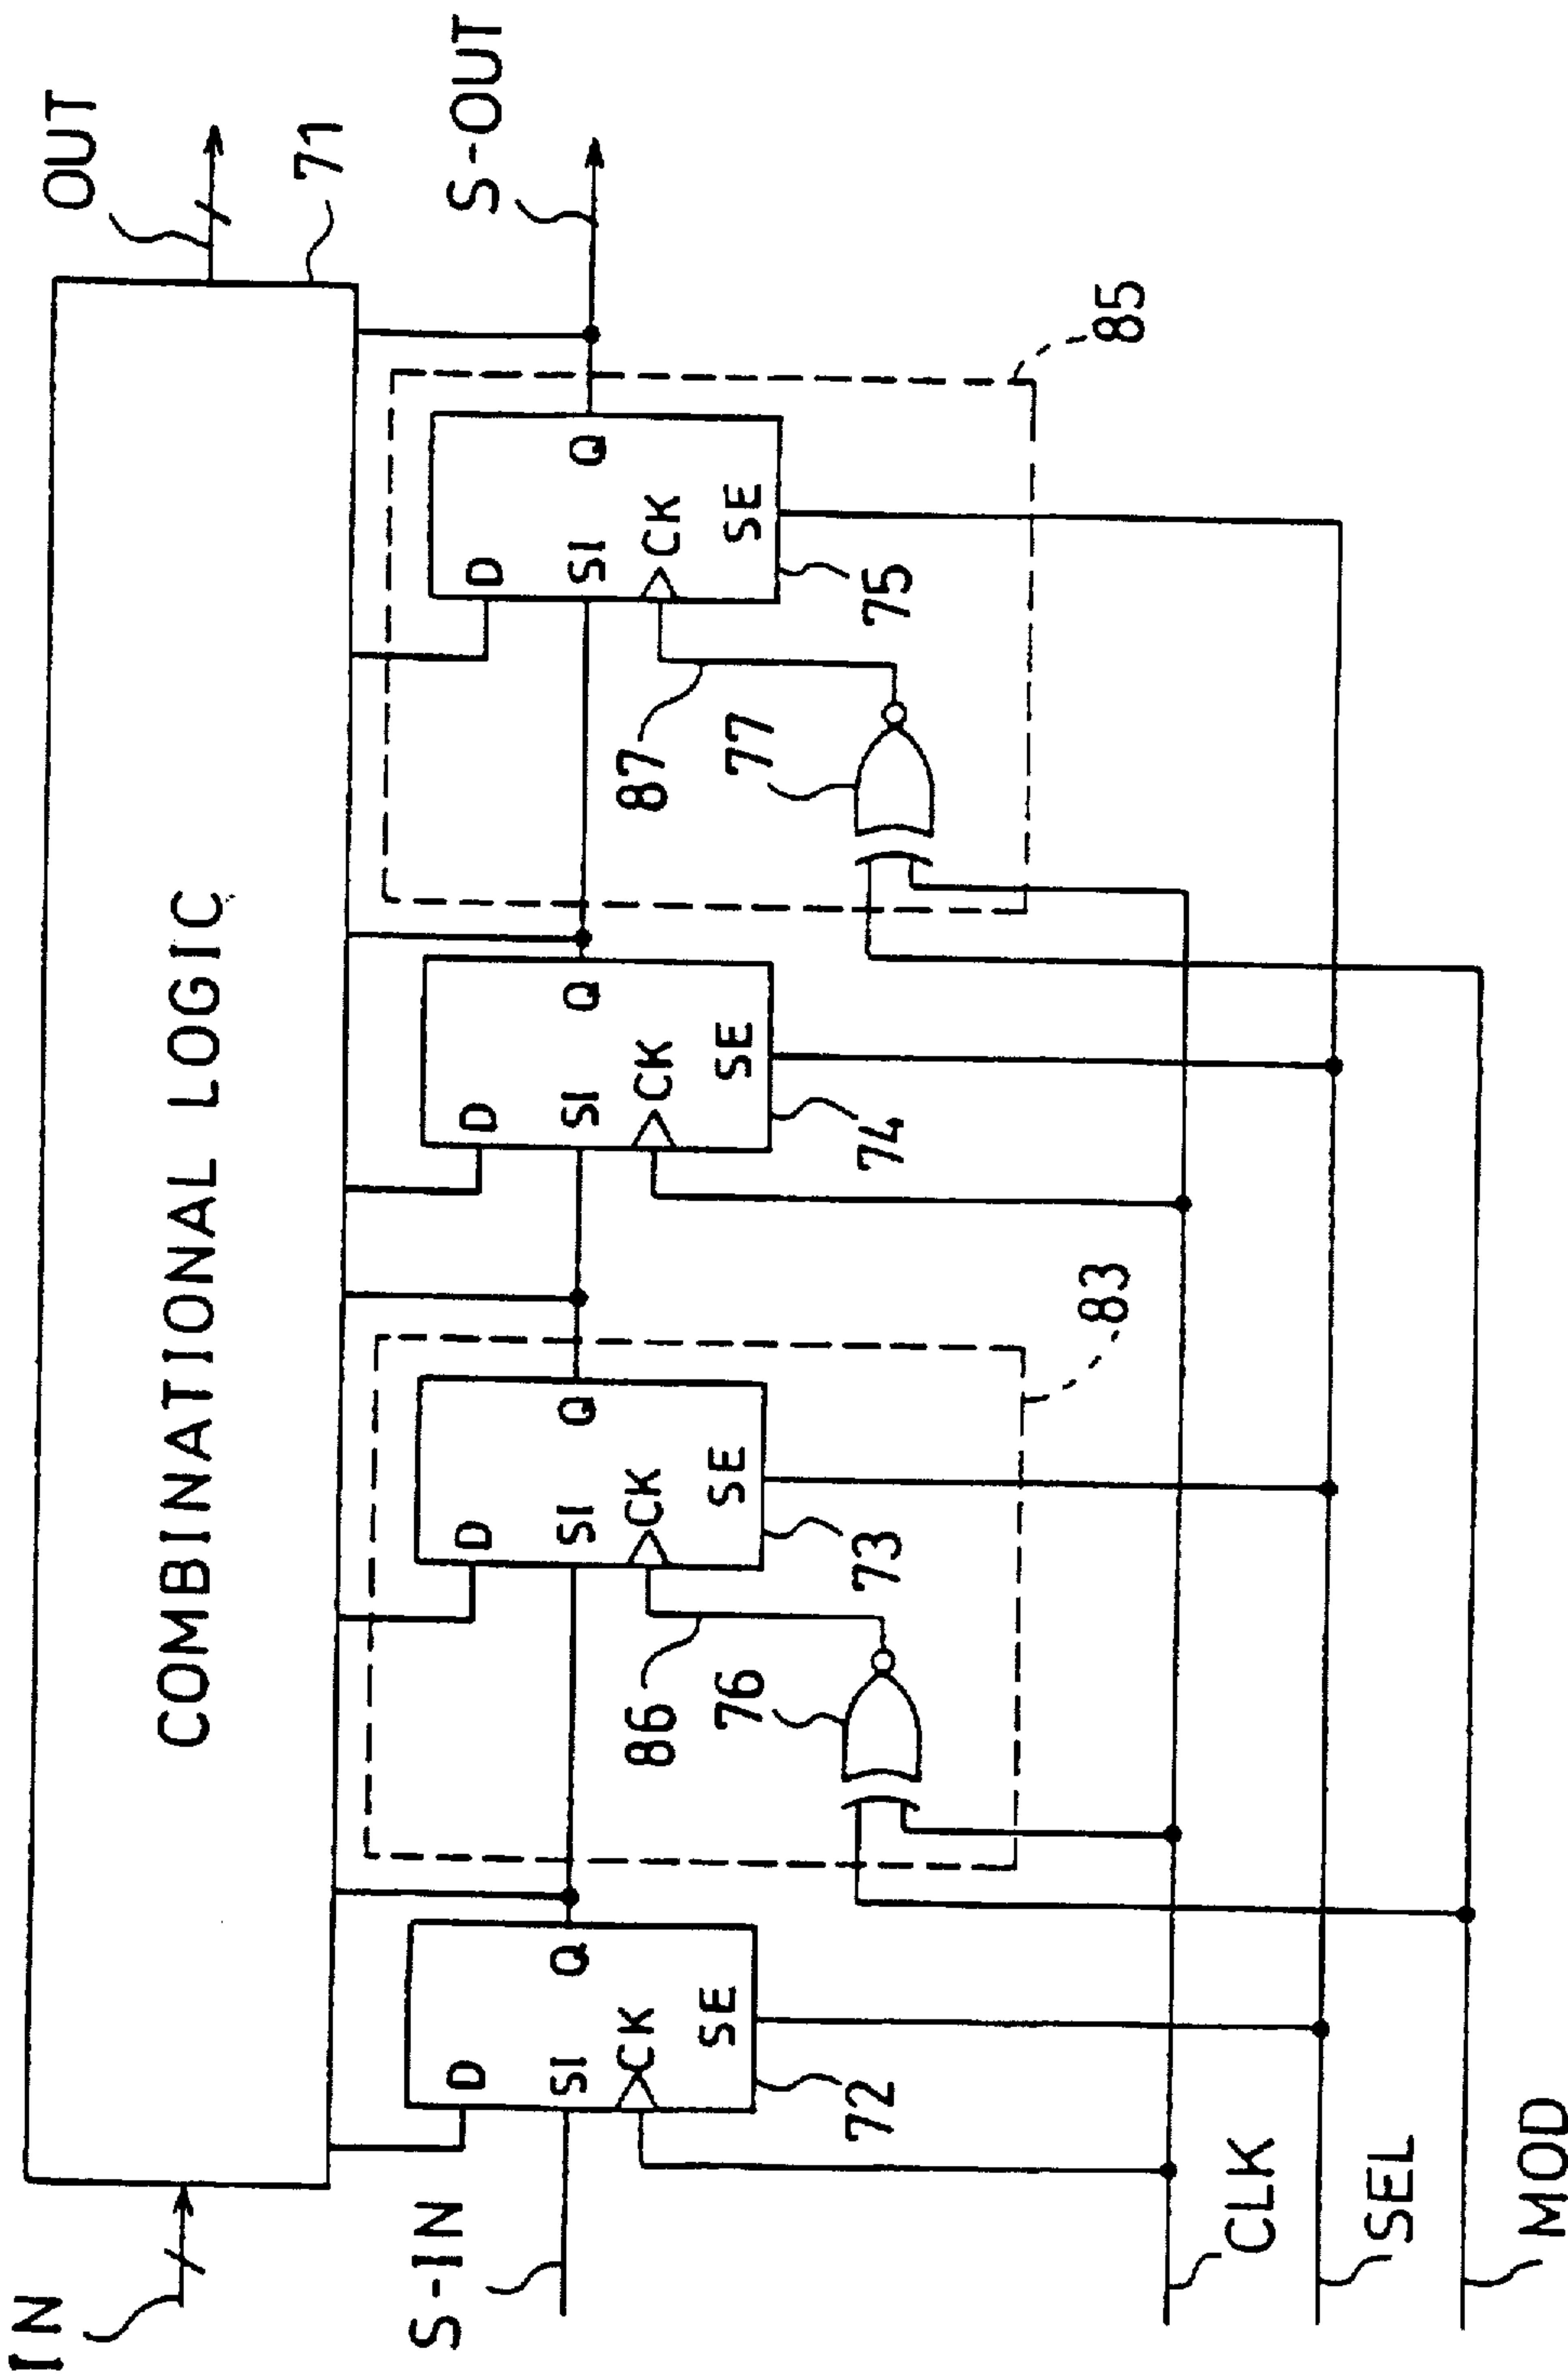 IN
OUT
COMBINATIONAL LOGIC
71
S-IN
S-OUT
D
SI
Q
CK
SE
72
D
SI
Q
CK
SE
73
86
76
83
D
SI
Q
CK
SE
74
D
SI
Q
CK
SE
75
87
77
85
CLK
SEL
MOD